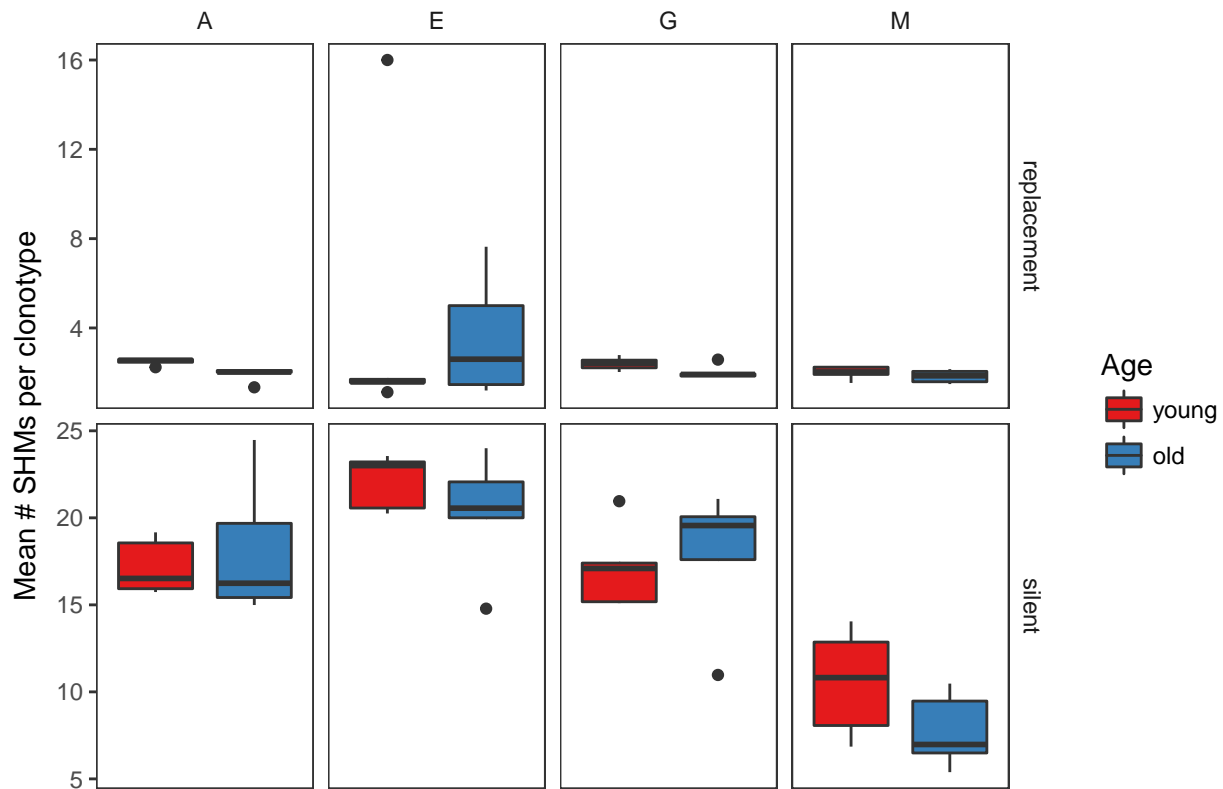 A
E
G
M
16
12
8
4
replacement
25
20
15
10
5
silent
Mean # SHMs per clonotype
Age
young
old